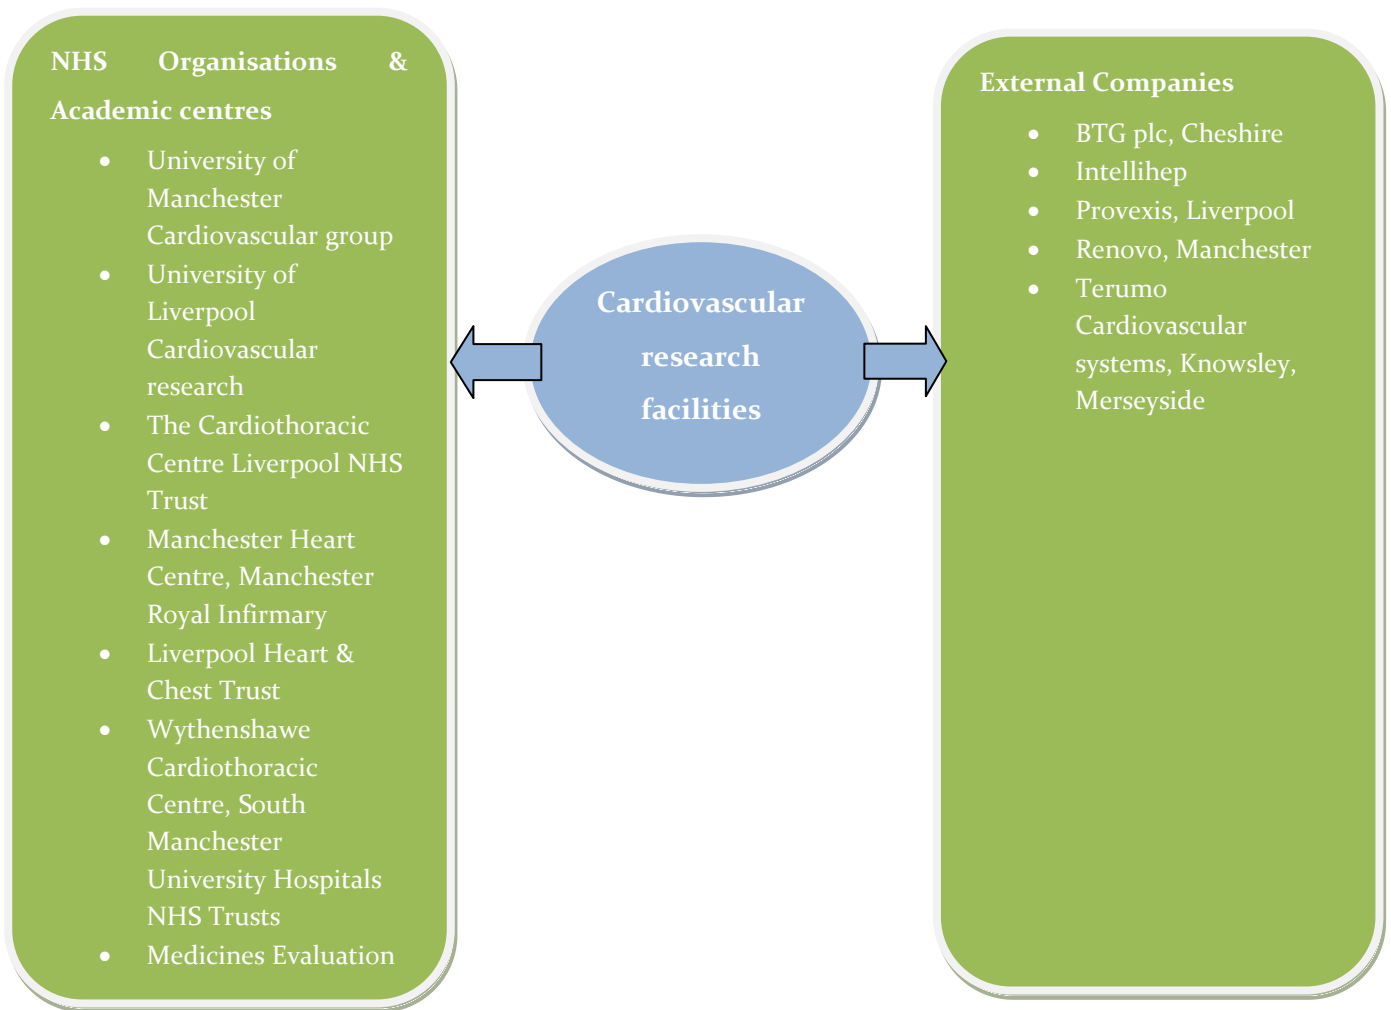 NHS Organisations &
Academic centres
• University of
Manchester
Cardiovascular group
• University of
Liverpool
Cardiovascular
research
• The Cardiothoracic
Centre Liverpool NHS
Trust
• Manchester Heart
Centre, Manchester
Royal Infirmary
• Liverpool Heart &
Chest Trust
• Wythenshawe
Cardiothoracic
Centre, South
Manchester
University Hospitals
NHS Trusts
• Medicines Evaluation
Cardiovascular
research
facilities
External Companies
• BTG plc, Cheshire
• Intellihep
• Provexis, Liverpool
• Renovo, Manchester
• Terumo
Cardiovascular
systems, Knowsley,
Merseyside